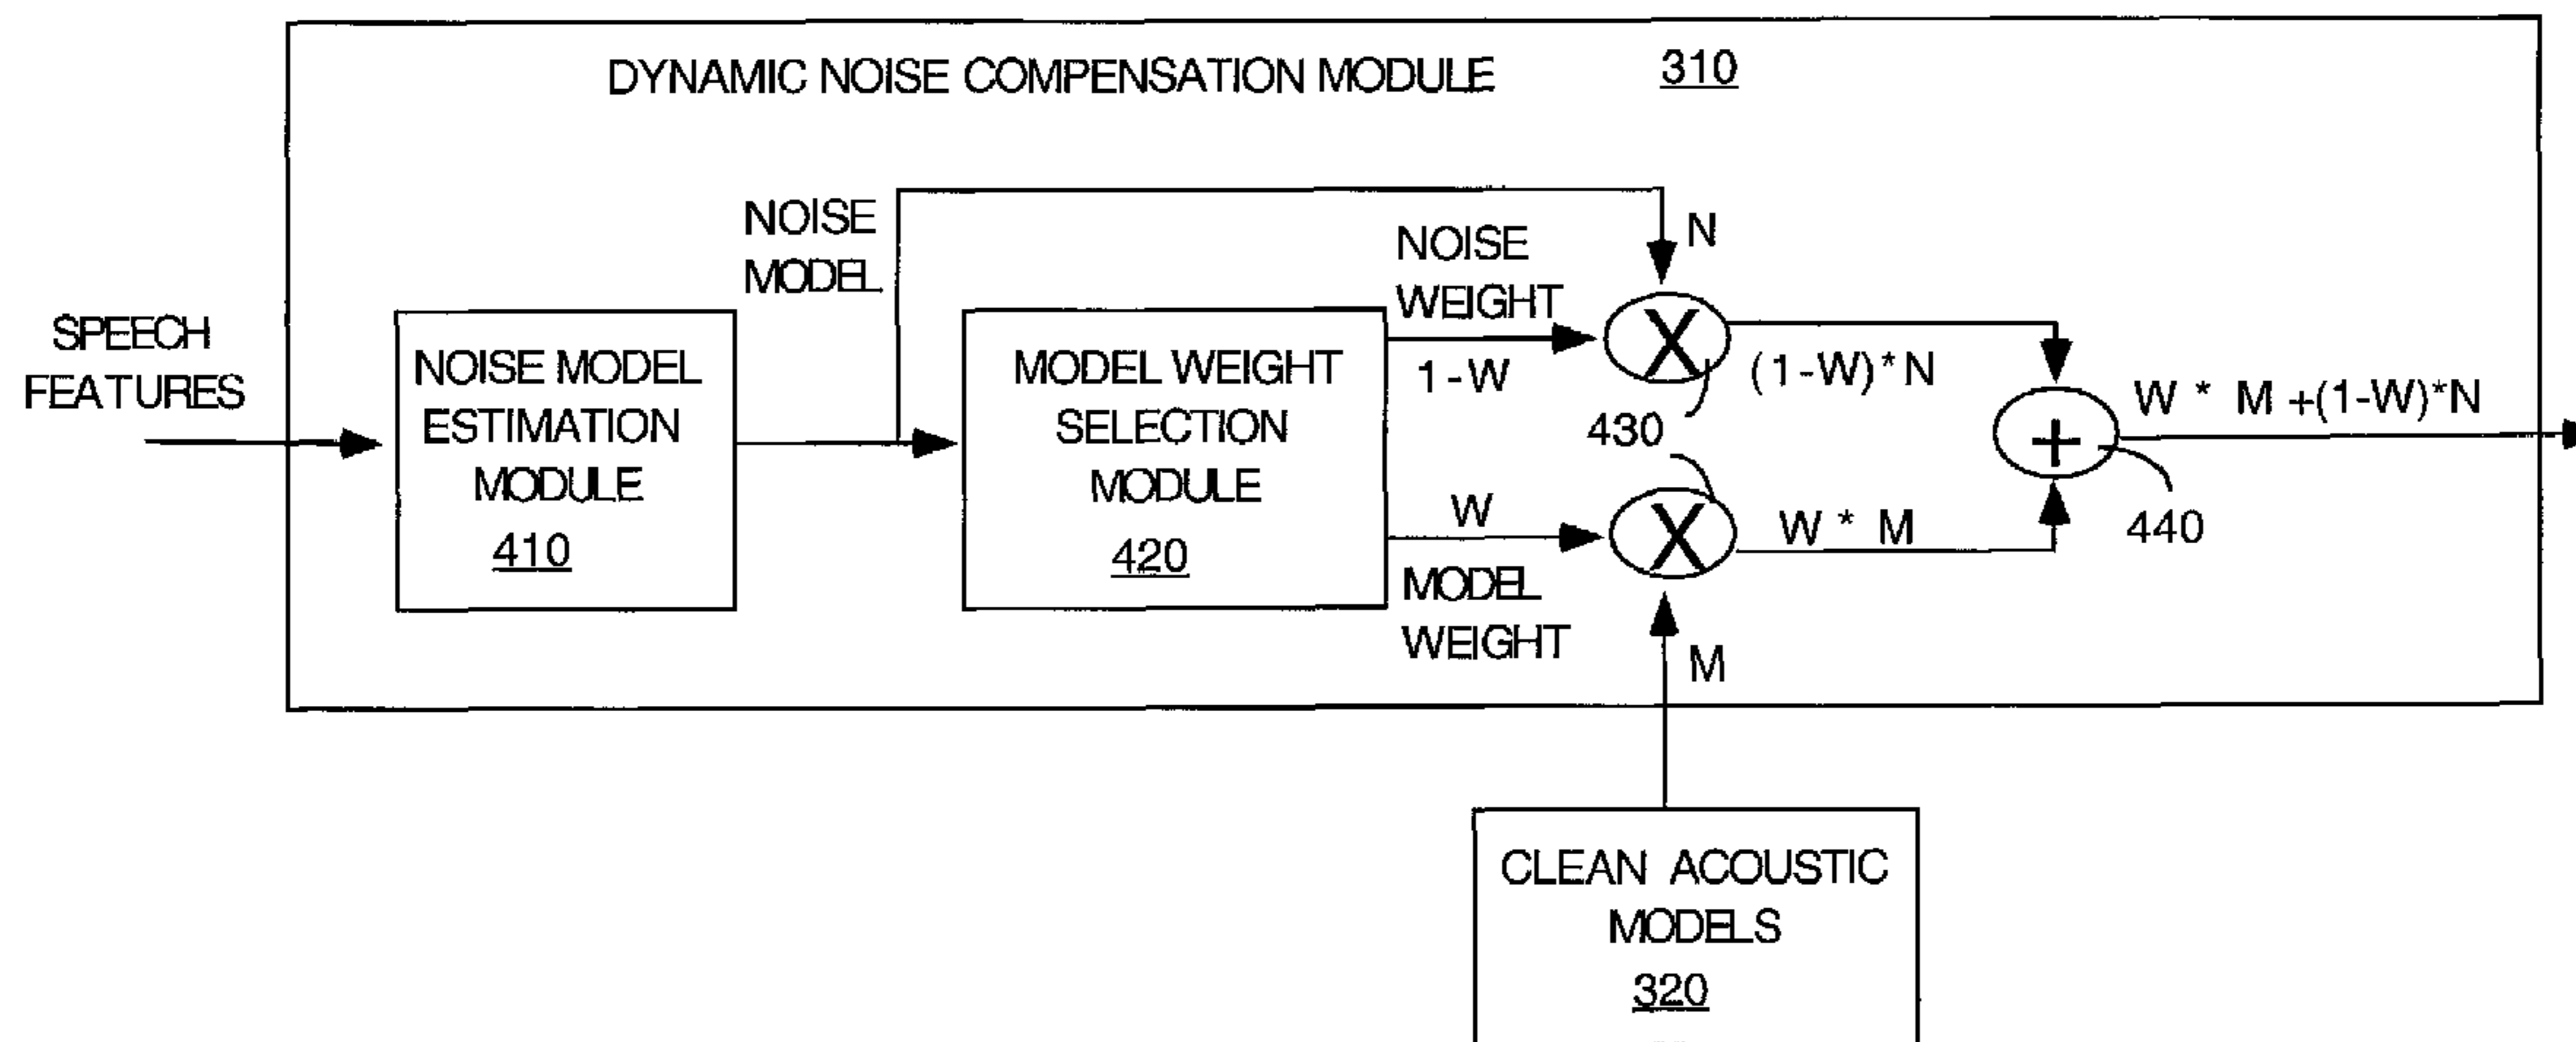 DYNAMIC NOISE COMPENSATION MODULE 310
NOISE
MODEL
N
NOISE
WEIGHT
1-W
SPEECH
FEATURES
NOISE MODEL
ESTIMATION
MODULE
410
MODEL WEIGHT
SELECTION
MODULE
420
X
430
(1-W)*N
W * M +(1-W)*N
+
440
W
X
W * M
MODEL
WEIGHT
M
CLEAN ACOUSTIC
MODELS
320